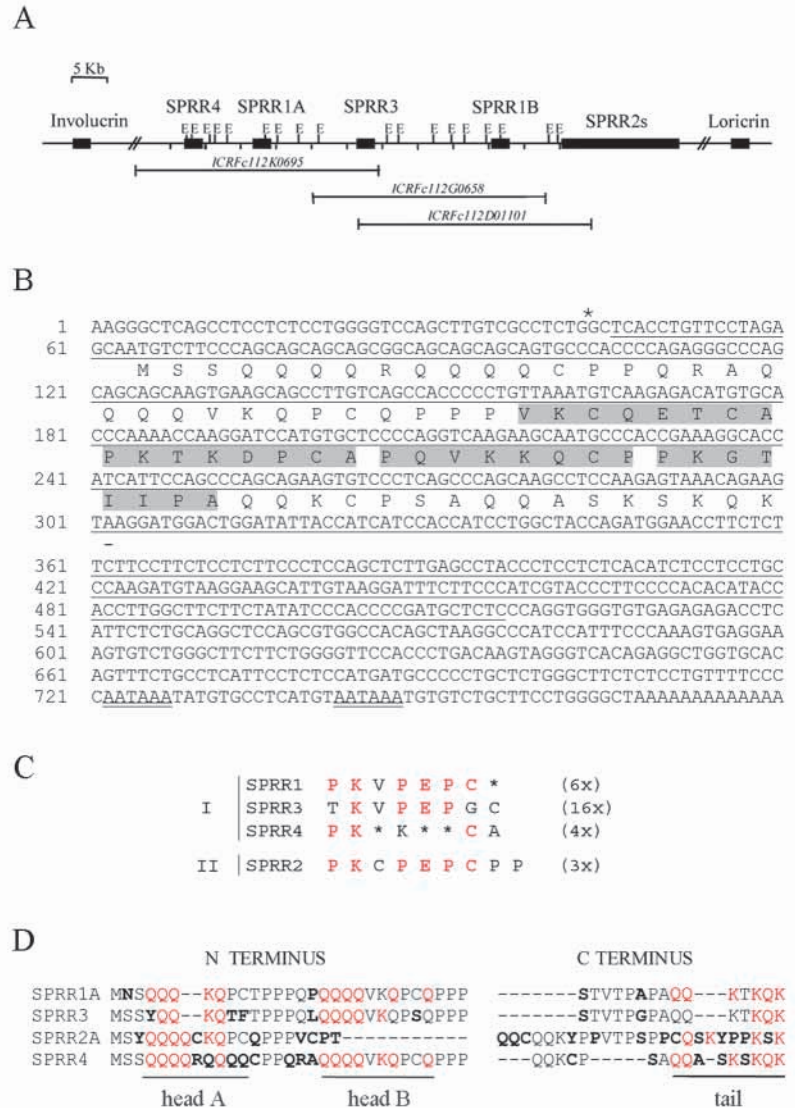 A
5 Kb
Involucrin SPRR4 SPRR1A SPRR3 SPRR1B SPRR2s Loricrin
EEEEE E E E E E E E E E E E E E
ICRFc112K0695
ICRFc112G0658
ICRFc112D01101
B
*
1 AAGGGCTCAGCCTCCTCTCCTGGGGTCCAGCTTGTCGCCTCTGGCTCACCTGTTCCTAGA
61 GCAATGTCTTCCCAGCAGCAGCAGCGGCAGCAGCAGCAGTGCCCACCCCAGAGGGCCCAG
M S S Q Q Q Q R Q Q Q Q C P P Q R A Q
121 CAGCAGCAAGTGAAGCAGCCTTGTCAGCCACCCCCTGTTAAATGTCAAGAGACATGTGCA
Q Q Q V K Q P C Q P P P V K C Q E T C A
181 CCCAAAACCAAGGATCCATGTGCTCCCCAGGTCAAGAAGCAATGCCCACCGAAAGGCACC
P K T K D P C A P Q V K K Q C P P K G T
241 ATCATTCCAGCCCAGCAGAAGTGTCCCTCAGCCCAGCAAGCCTCCAAGAGTAAACAGAAG
I I P A Q Q K C P S A Q Q A S K S K Q K
301 TAAGGATGGACTGGATATTACCATCATCCACCATCCTGGCTACCAGATGGAACCTTCTCT
-
361 TCTTCCTTCTCCTCTTCCCTCCAGCTCTTGAGCCTACCCTCCTCTCACATCTCCTCCTGC
421 CCAAGATGTAAGGAAGCATTGTAAGGATTTCTTCCCATCGTACCCTTCCCCACACATACC
481 ACCTTGGCTTCTTCTATATCCCACCCCGATGCTCTCCCAGGTGGGTGTGAGAGAGACCTC
541 ATTCTCTGCAGGCTCCAGCGTGGCCACAGCTAAGGCCCATCCATTTCCCAAAGTGAGGAA
601 AGTGTCTGGGCTTCTTCTGGGGTTCCACCCTGACAAGTAGGGTCACAGAGGCTGGTGCAC
661 AGTTTCTGCCTCATTCCTCTCCATGATGCCCCCTGCTCTGGGCTTCTCTCCTGTTTTCCC
721 CAATAAATATGTGCCTCATGTAATAAATGTGTCTGCTTCCTGGGGCTAAAAAAAAAAAAA
C
SPRR1 P K V P E P C * (6x)
I SPRR3 T K V P E P G C (16x)
SPRR4 P K * K * * C A (4x)
II SPRR2 P K C P E P C P P (3x)
D
N TERMINUS C TERMINUS
SPRR1A MNSQQQ--KQPCTPPPQPQQQQVKQPCQPPP -------STVTPAPAQQ---KTKQK
SPRR3 MSSYQQ--KQTFTPPPQLQQQQVKQPSQPPP -------STVTPGPAQQ---KTKQK
SPRR2A MSYQQQQCKQPCQPPPVCPT----------- QQCQQKYPPVTPSPPCQSKYPPKSK
SPRR4 MSSQQQQRQQQQCPPQRAQQQQVKQPCQPPP ---QQKCP-----SAQQA-SKSKQK
head A head B tail